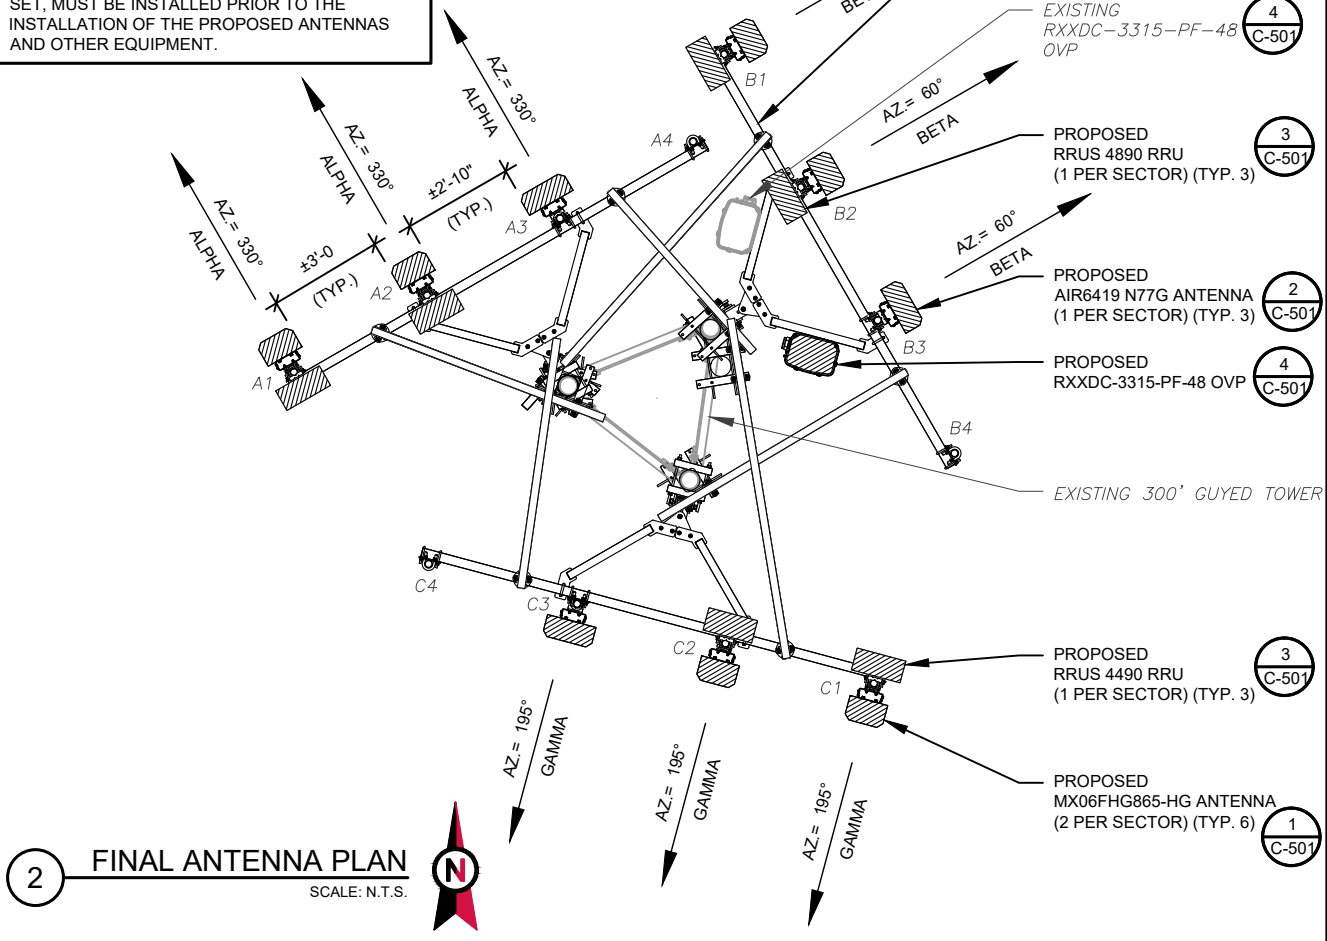 SET, MUST BE INSTALLED PRIOR TO THE
INSTALLATION OF THE PROPOSED ANTENNAS
AND OTHER EQUIPMENT.
EXISTING
RXXDC-3315-PF-48
OVP
4
C-501
AZ.= 60°
BETA
PROPOSED
RRUS 4890 RRU
(1 PER SECTOR) (TYP. 3)
3
C-501
AZ.= 60°
BETA
PROPOSED
AIR6419 N77G ANTENNA
(1 PER SECTOR) (TYP. 3)
2
C-501
PROPOSED
RXXDC-3315-PF-48 OVP
4
C-501
EXISTING 300' GUYED TOWER
AZ.= 330°
ALPHA
AZ.= 330°
ALPHA
AZ.= 330°
ALPHA
±2'-10"
(TYP.)
±3'-0
(TYP.)
A1
A2
A3
A4
B1
B2
B3
B4
C4
C3
C2
C1
AZ.= 195°
GAMMA
AZ.= 195°
GAMMA
AZ.= 195°
GAMMA
PROPOSED
RRUS 4490 RRU
(1 PER SECTOR) (TYP. 3)
3
C-501
PROPOSED
MX06FHG865-HG ANTENNA
(2 PER SECTOR) (TYP. 6)
1
C-501
2
FINAL ANTENNA PLAN
SCALE: N.T.S.
N